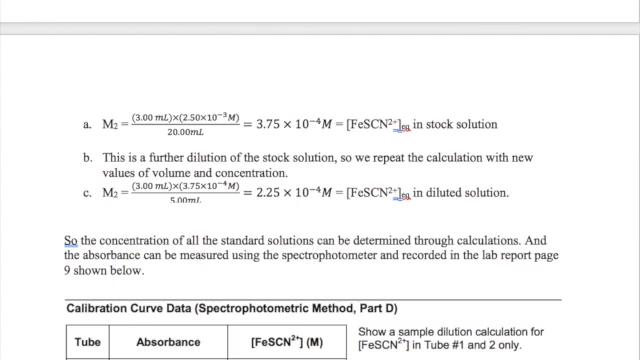 a. M₂ = (3.00 mL)×(2.50×10⁻³M) / 20.00mL = 3.75 × 10⁻⁴M = [FeSCN²⁺]eq in stock solution
b. This is a further dilution of the stock solution, so we repeat the calculation with new
values of volume and concentration.
c. M₂ = (3.00 mL)×(3.75×10⁻⁴M) / 5.00mL = 2.25 × 10⁻⁴M = [FeSCN²⁺]eq in diluted solution.
So the concentration of all the standard solutions can be determined through calculations. And
the absorbance can be measured using the spectrophotometer and recorded in the lab report page
9 shown below.
Calibration Curve Data (Spectrophotometric Method, Part D)
Tube Absorbance [FeSCN²⁺] (M)
Show a sample dilution calculation for
[FeSCN²⁺] in Tube #1 and 2 only.